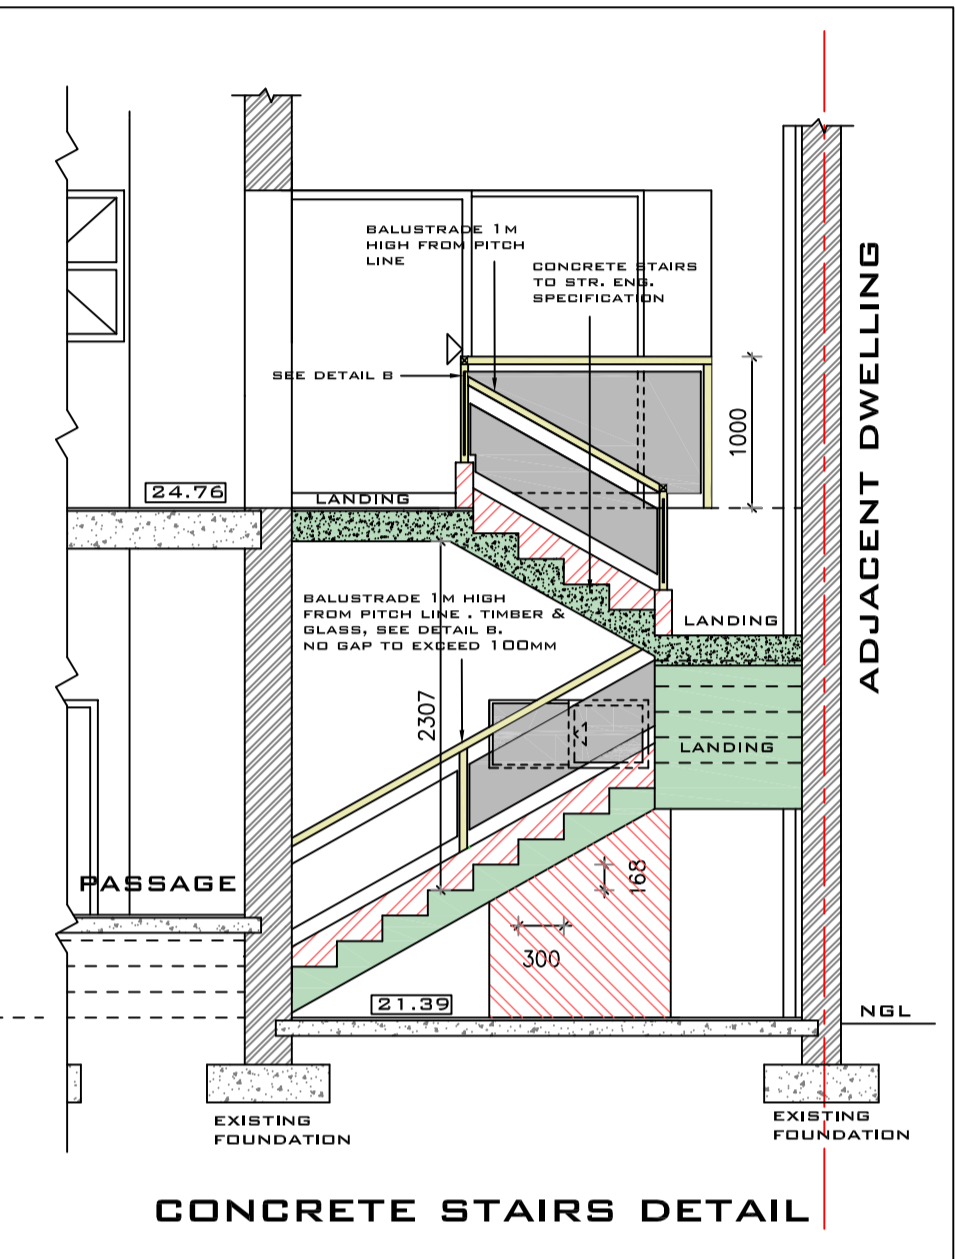 BALUSTRADE 1M
HIGH FROM PITCH
LINE
CONCRETE STAIRS
TO STR. ENG.
SPECIFICATION
SEE DETAIL B
1000
ADJACENT DWELLING
24.76
LANDING
BALUSTRADE 1M HIGH
FROM PITCH LINE . TIMBER &
GLASS, SEE DETAIL B.
NO GAP TO EXCEED 100MM
LANDING
2307
LANDING
PASSAGE
168
300
21.39
NGL
EXISTING
FOUNDATION
EXISTING
FOUNDATION
CONCRETE STAIRS DETAIL